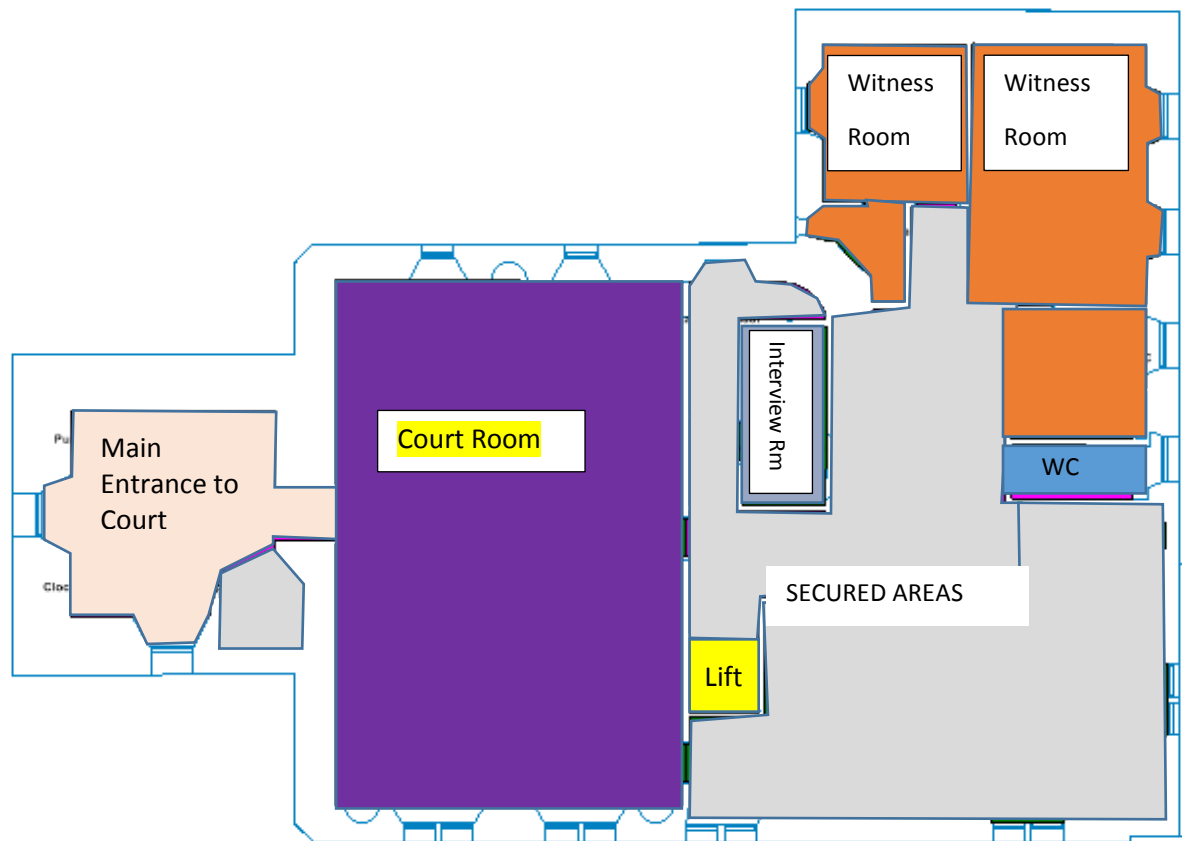 Witness
Room
Witness
Room
Main
Entrance to
Court
Court Room
Interview Rm
WC
SECURED AREAS
Lift